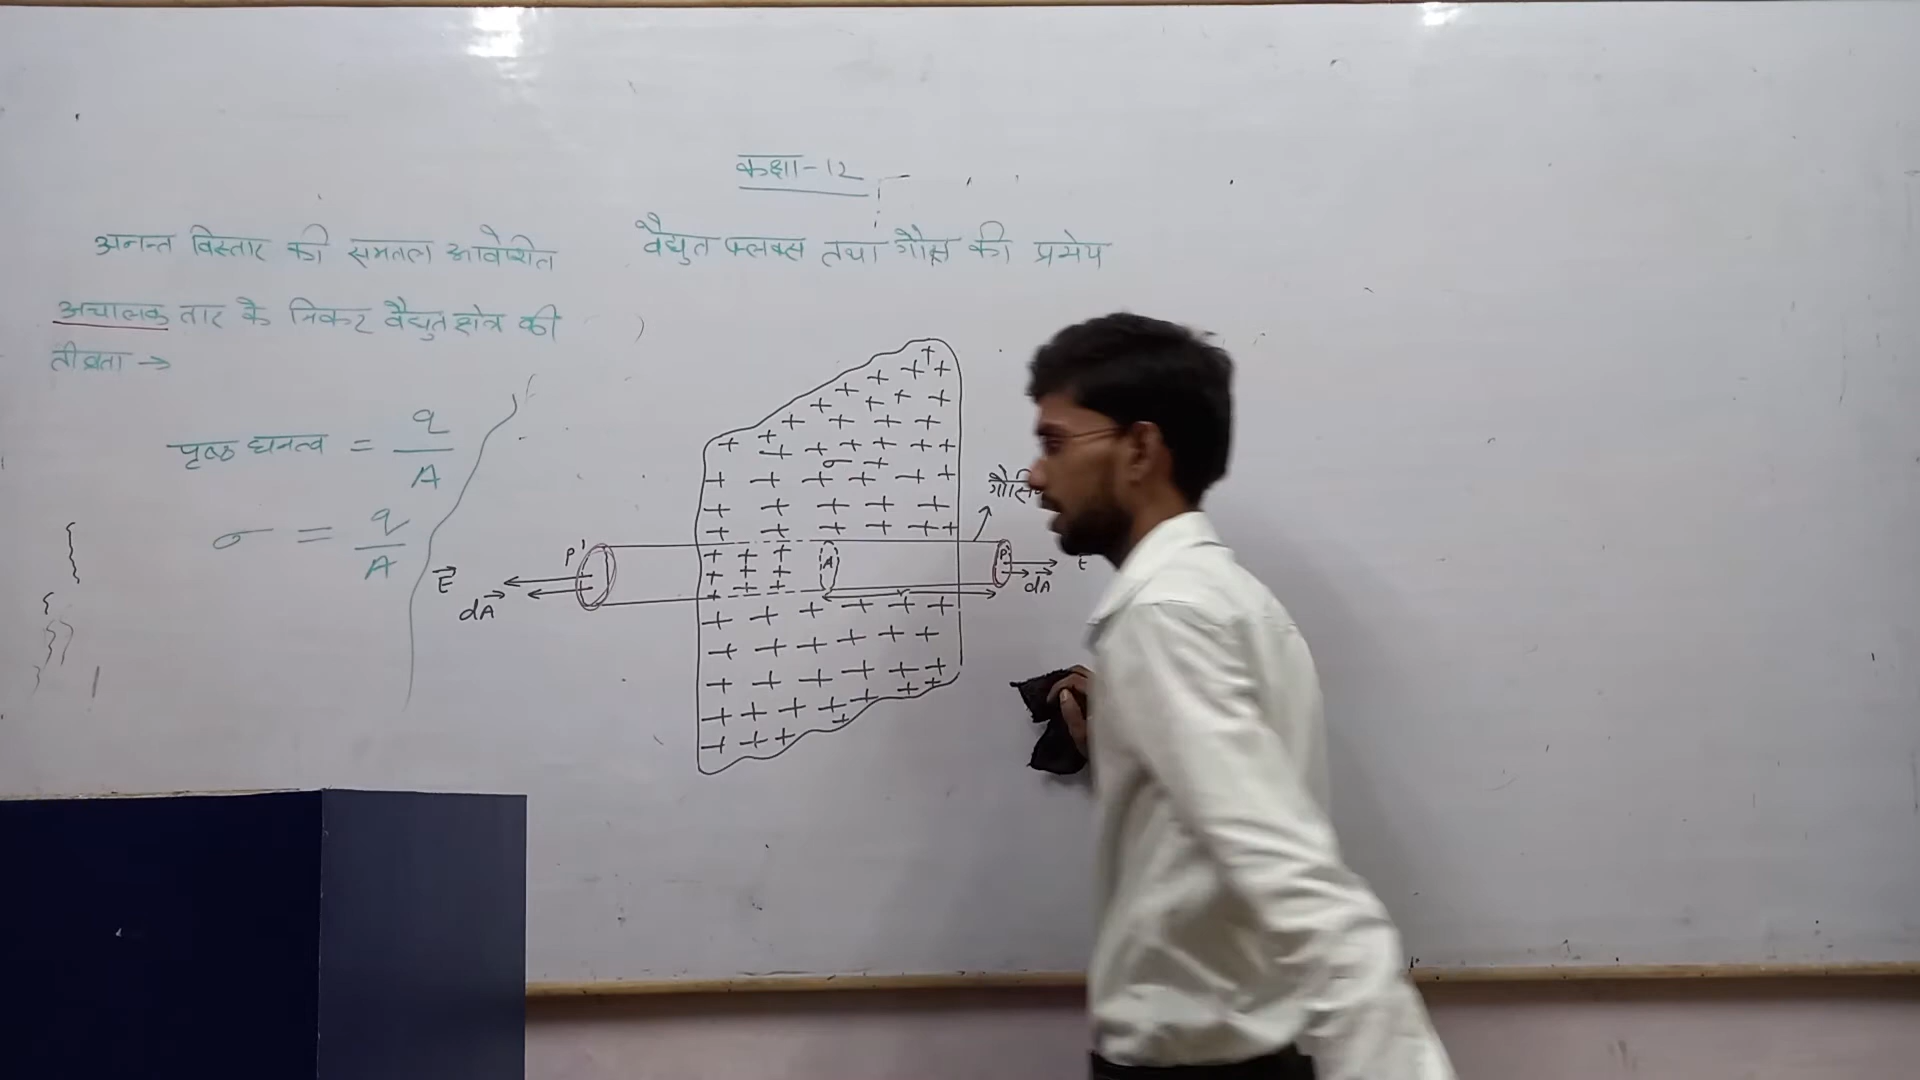 कक्षा-12
वैद्युत फ्लक्स तथा गौस की प्रमेय
अनन्त विस्तार की समतल आवेशित
अचालक तार के निकट वैद्युत क्षेत्र की
तीव्रता →
पृष्ठ घनत्व = q/A
σ = q/A
σ
P'
E⃗
dA⃗
A
r
P
E
dA⃗